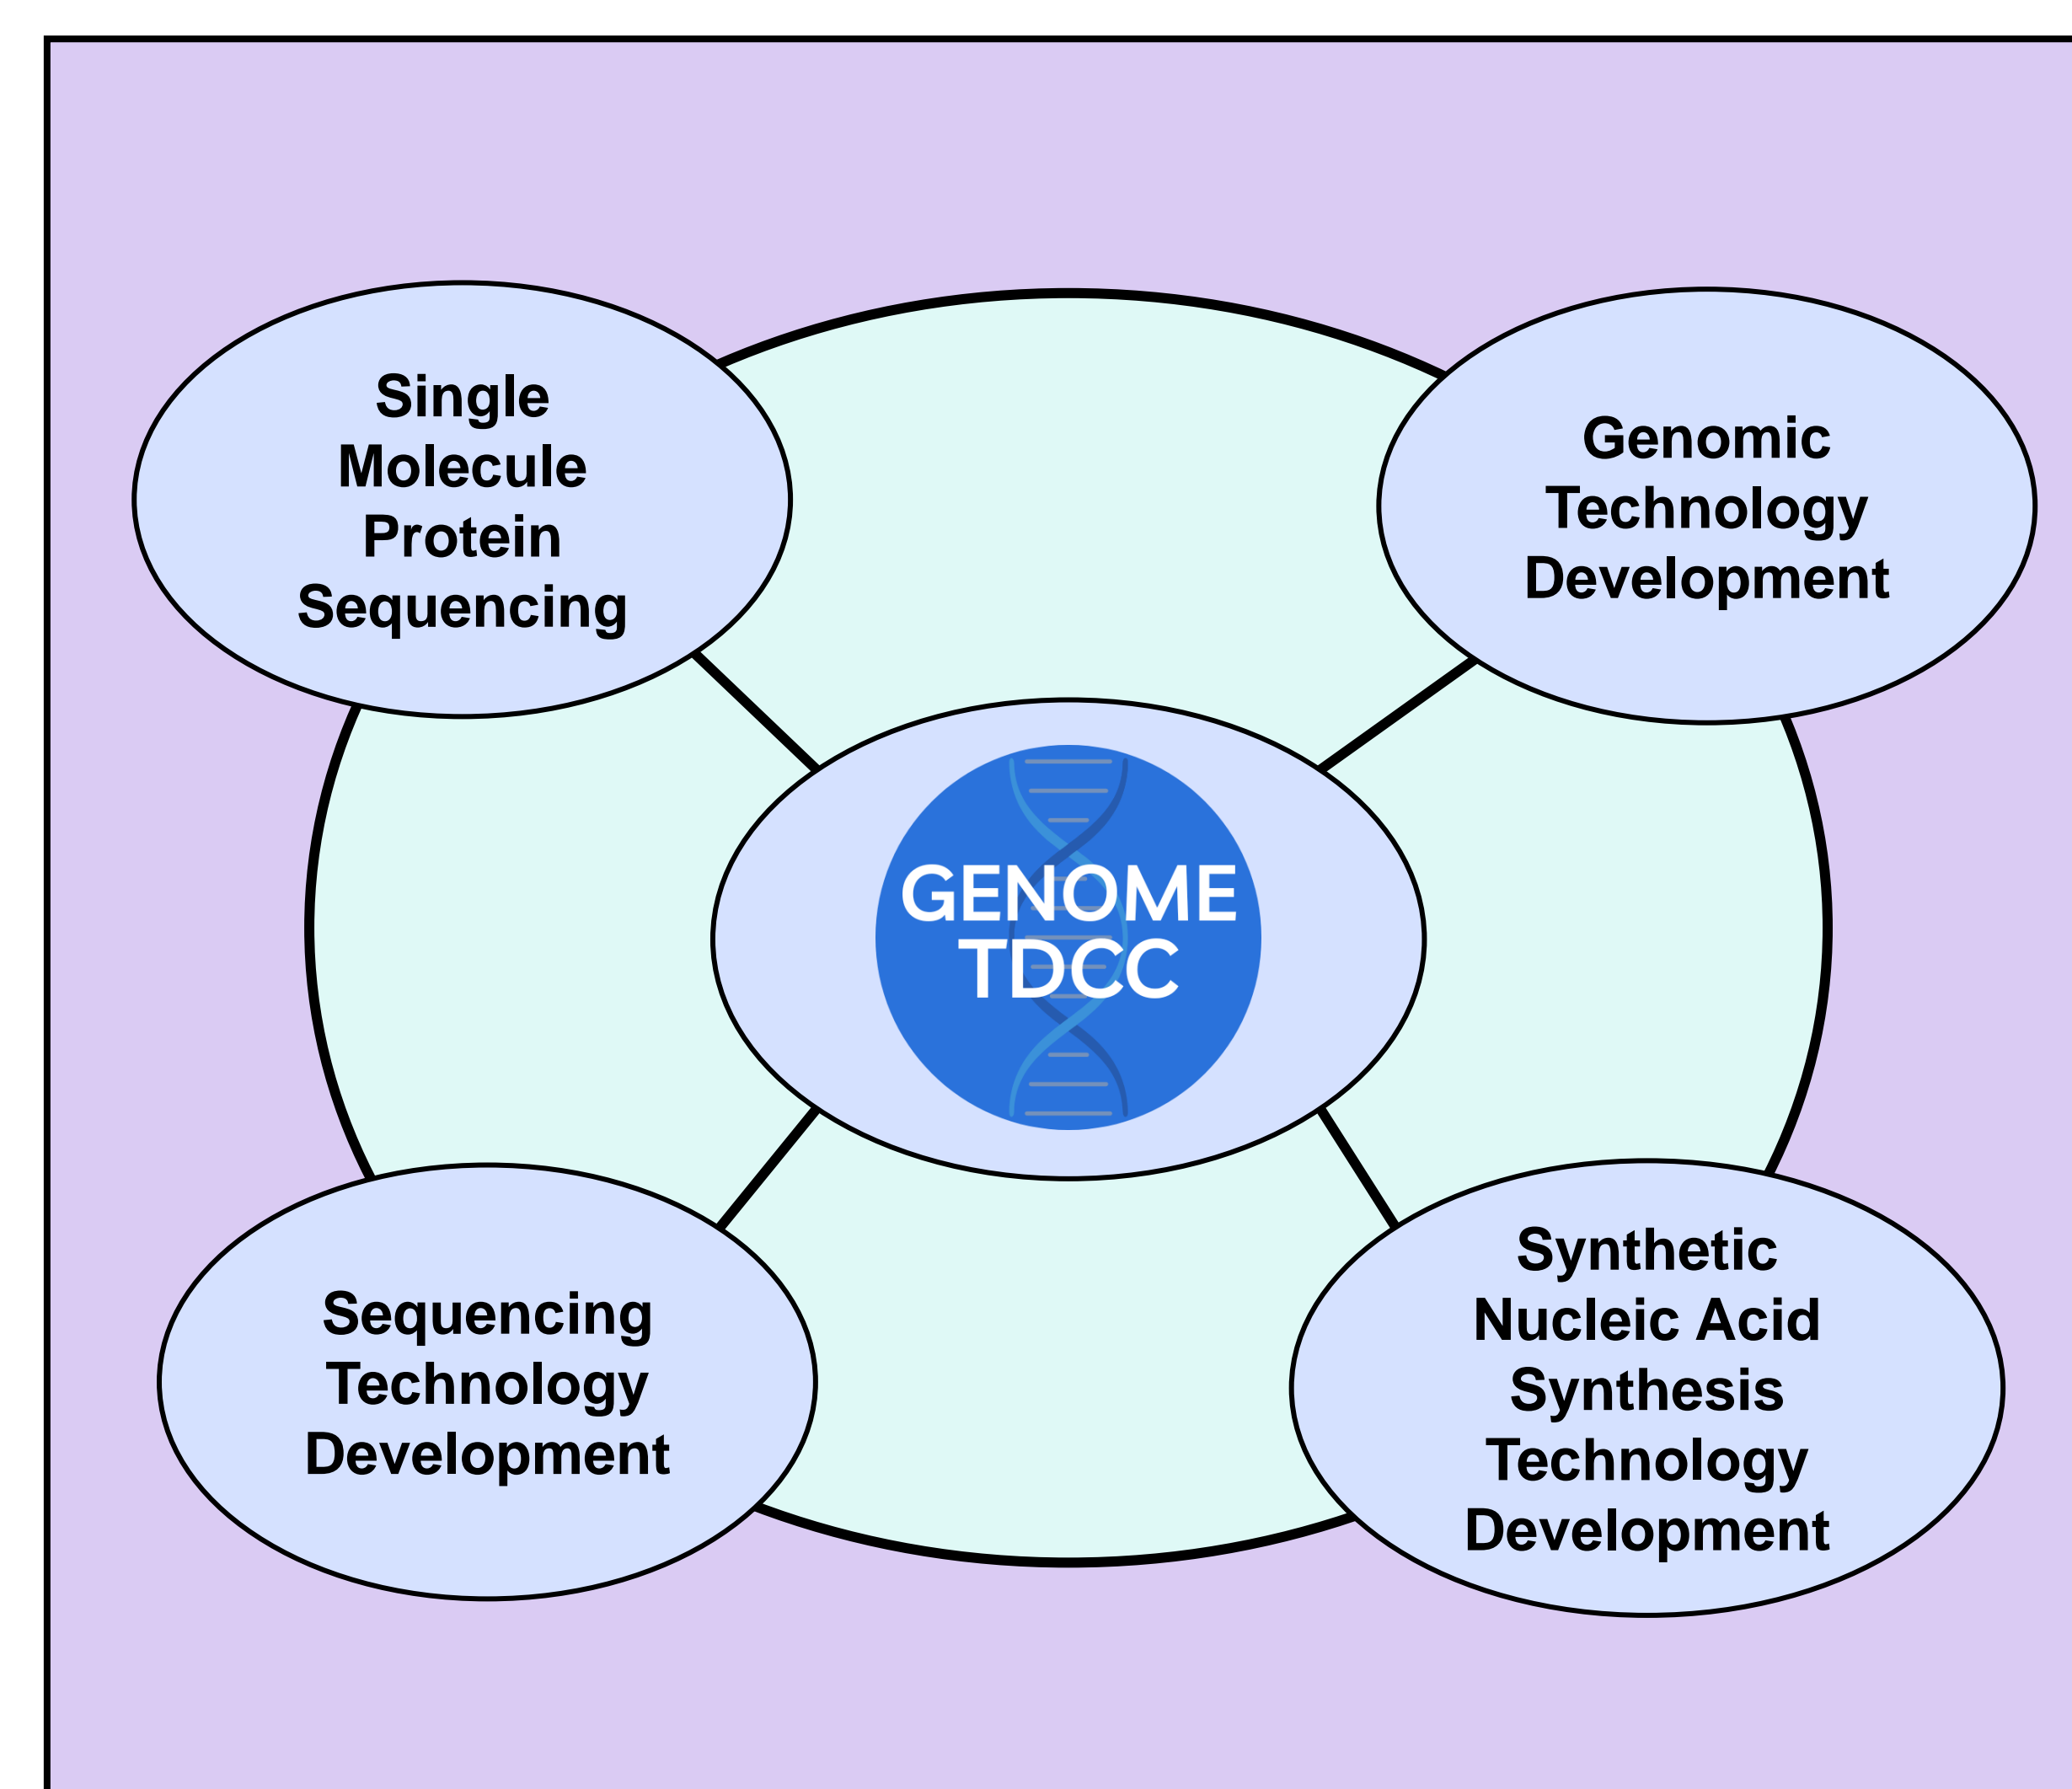 Single
Molecule
Protein
Sequencing
Genomic
Technology
Development
GENOME
TDCC
Sequencing
Technology
Development
Synthetic
Nucleic Acid
Synthesis
Technology
Development